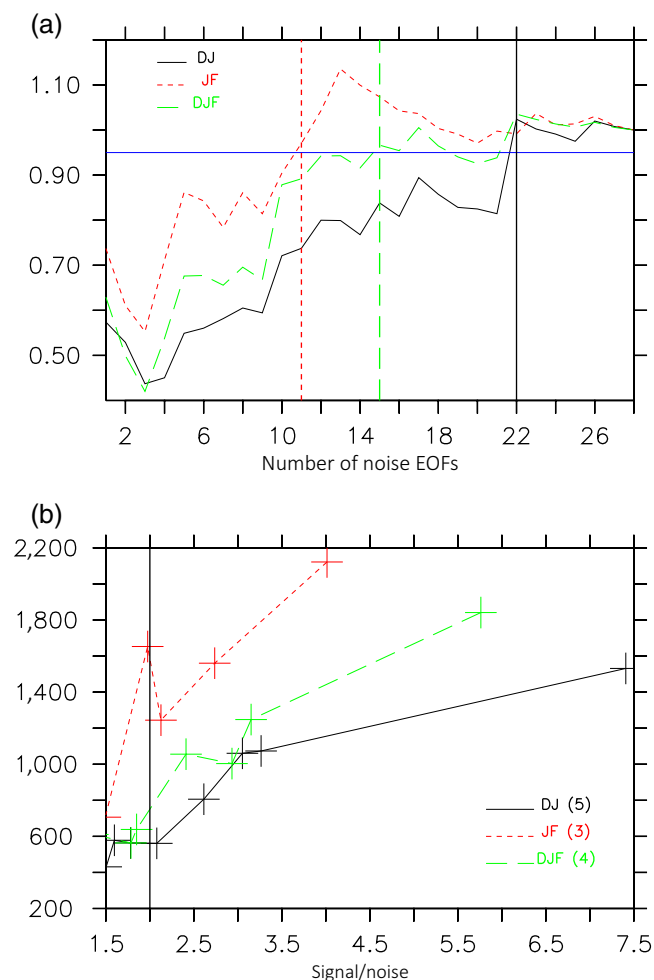 (a)
DJ
JF
DJF
1.10
0.90
0.70
0.50
2 6 10 14 18 22 26
Number of noise EOFs
(b)
2,200
1,800
1,400
1,000
600
200
DJ (5)
JF (3)
DJF (4)
1.5 2.5 3.5 4.5 5.5 6.5 7.5
Signal/noise